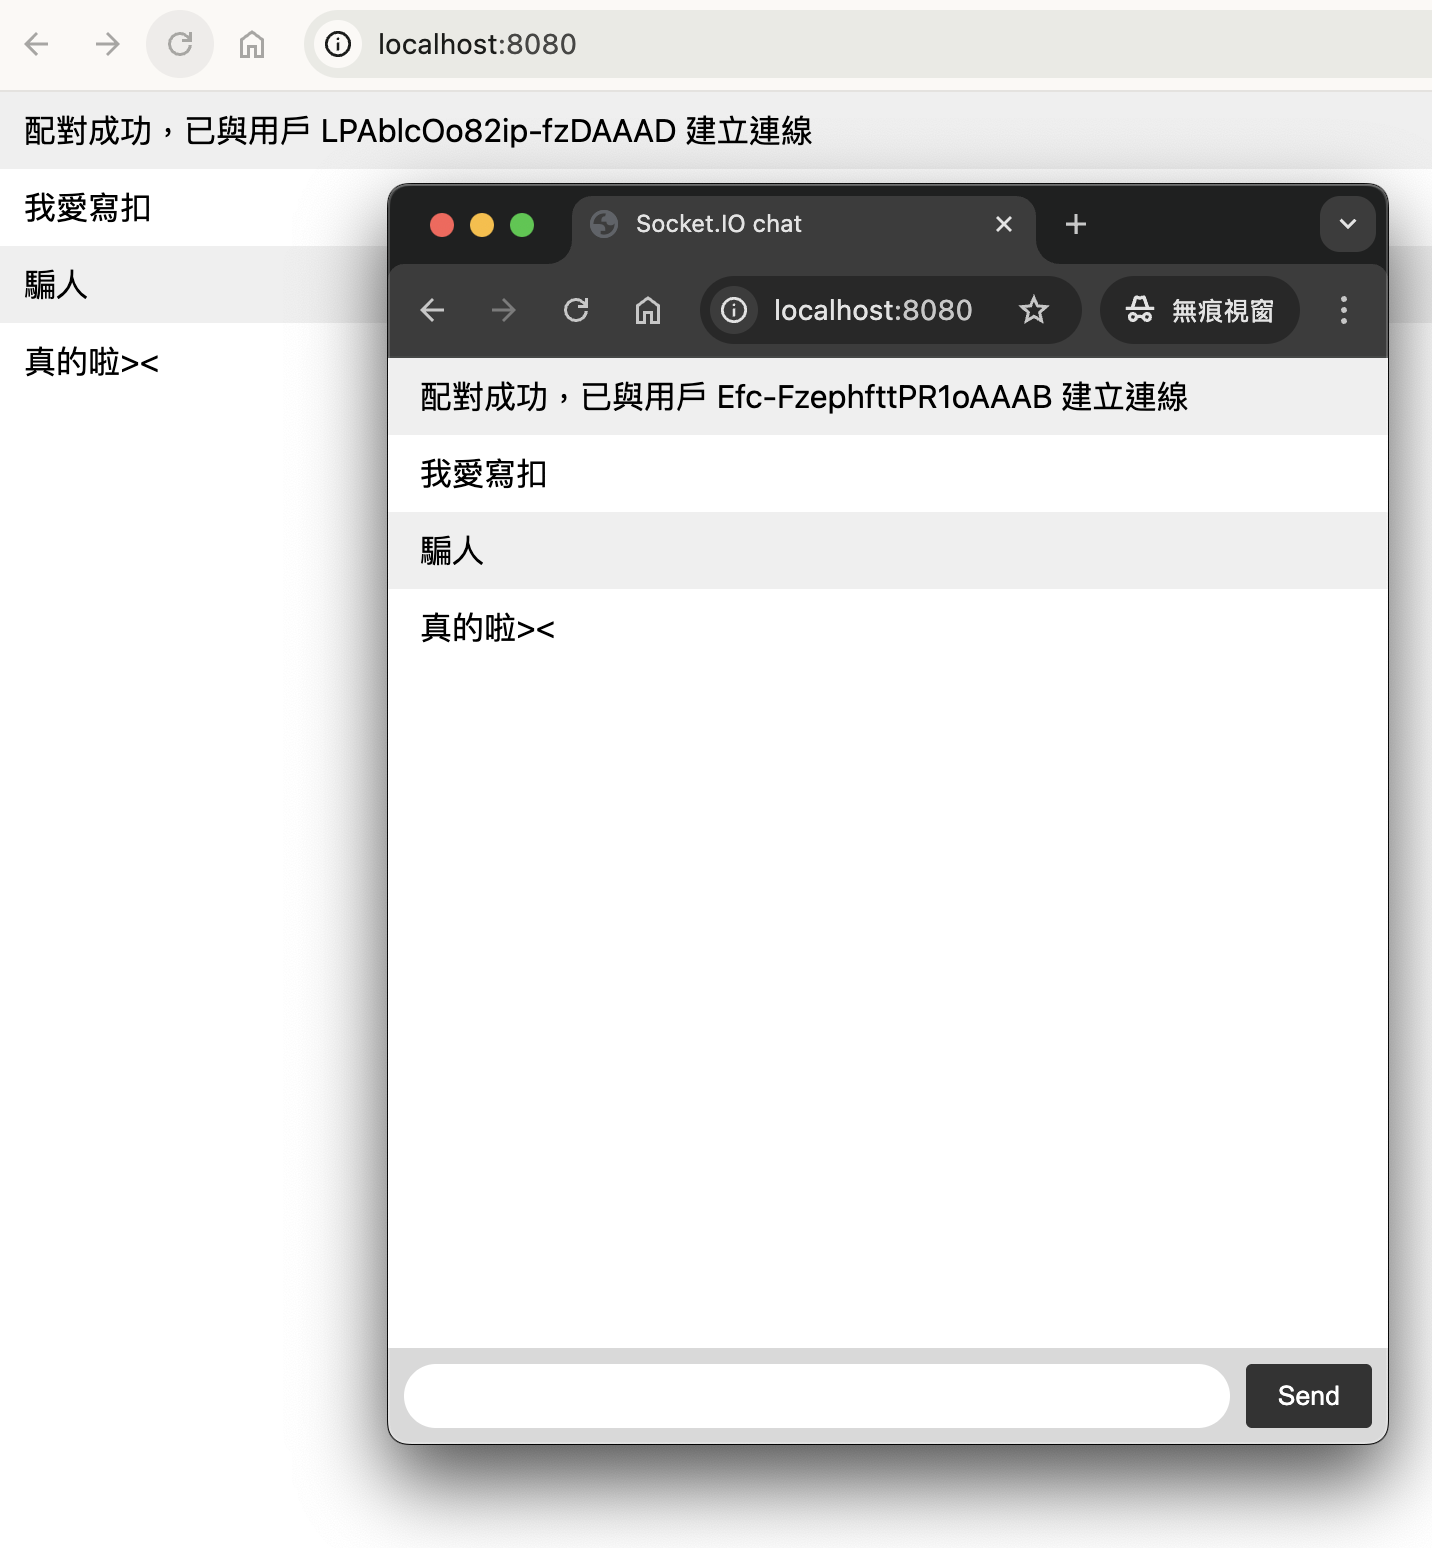 localhost:8080
配對成功，已與用戶 LPAblcOo82ip-fzDAAAD 建立連線
我愛寫扣
騙人
真的啦><
Socket.IO chat
localhost:8080
無痕視窗
配對成功，已與用戶 Efc-FzephfttPR1oAAAB 建立連線
我愛寫扣
騙人
真的啦><
Send